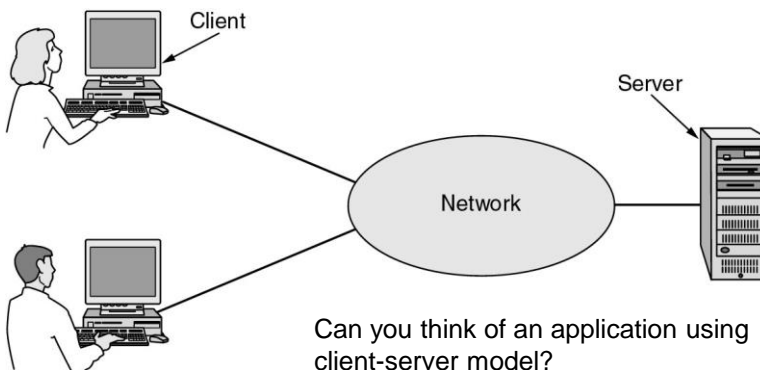 Client
Server
Network
Can you think of an application using
client-server model?